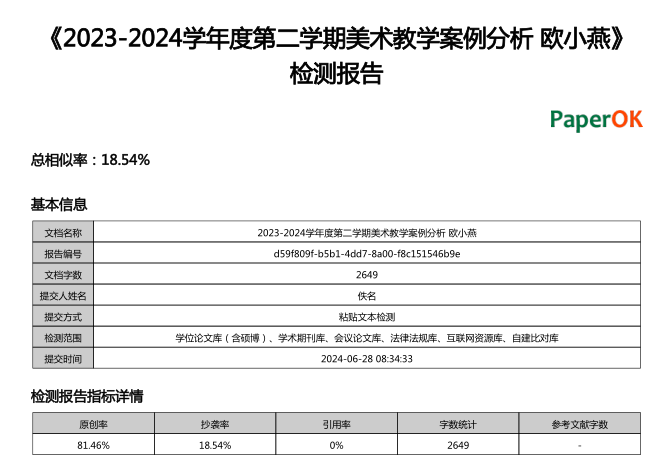 《2023-2024学年度第二学期美术教学案例分析 欧小燕》
检测报告
PaperOK
总相似率：18.54%
基本信息
文档名称 2023-2024学年度第二学期美术教学案例分析 欧小燕
报告编号 d59f809f-b5b1-4dd7-8a00-f8c151546b9e
文档字数 2649
提交人姓名 佚名
提交方式 粘贴文本检测
检测范围 学位论文库（含硕博）、学术期刊库、会议论文库、法律法规库、互联网资源库、自建比对库
提交时间 2024-06-28 08:34:33
检测报告指标详情
原创率 抄袭率 引用率 字数统计 参考文献字数
81.46% 18.54% 0% 2649 -